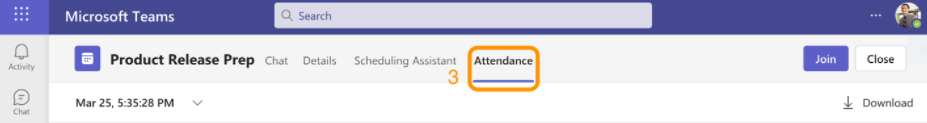 Microsoft Teams Search ...
Activity
Product Release Prep Chat Details Scheduling Assistant Attendance Join Close
3
Chat
Mar 25, 5:35:28 PM Download